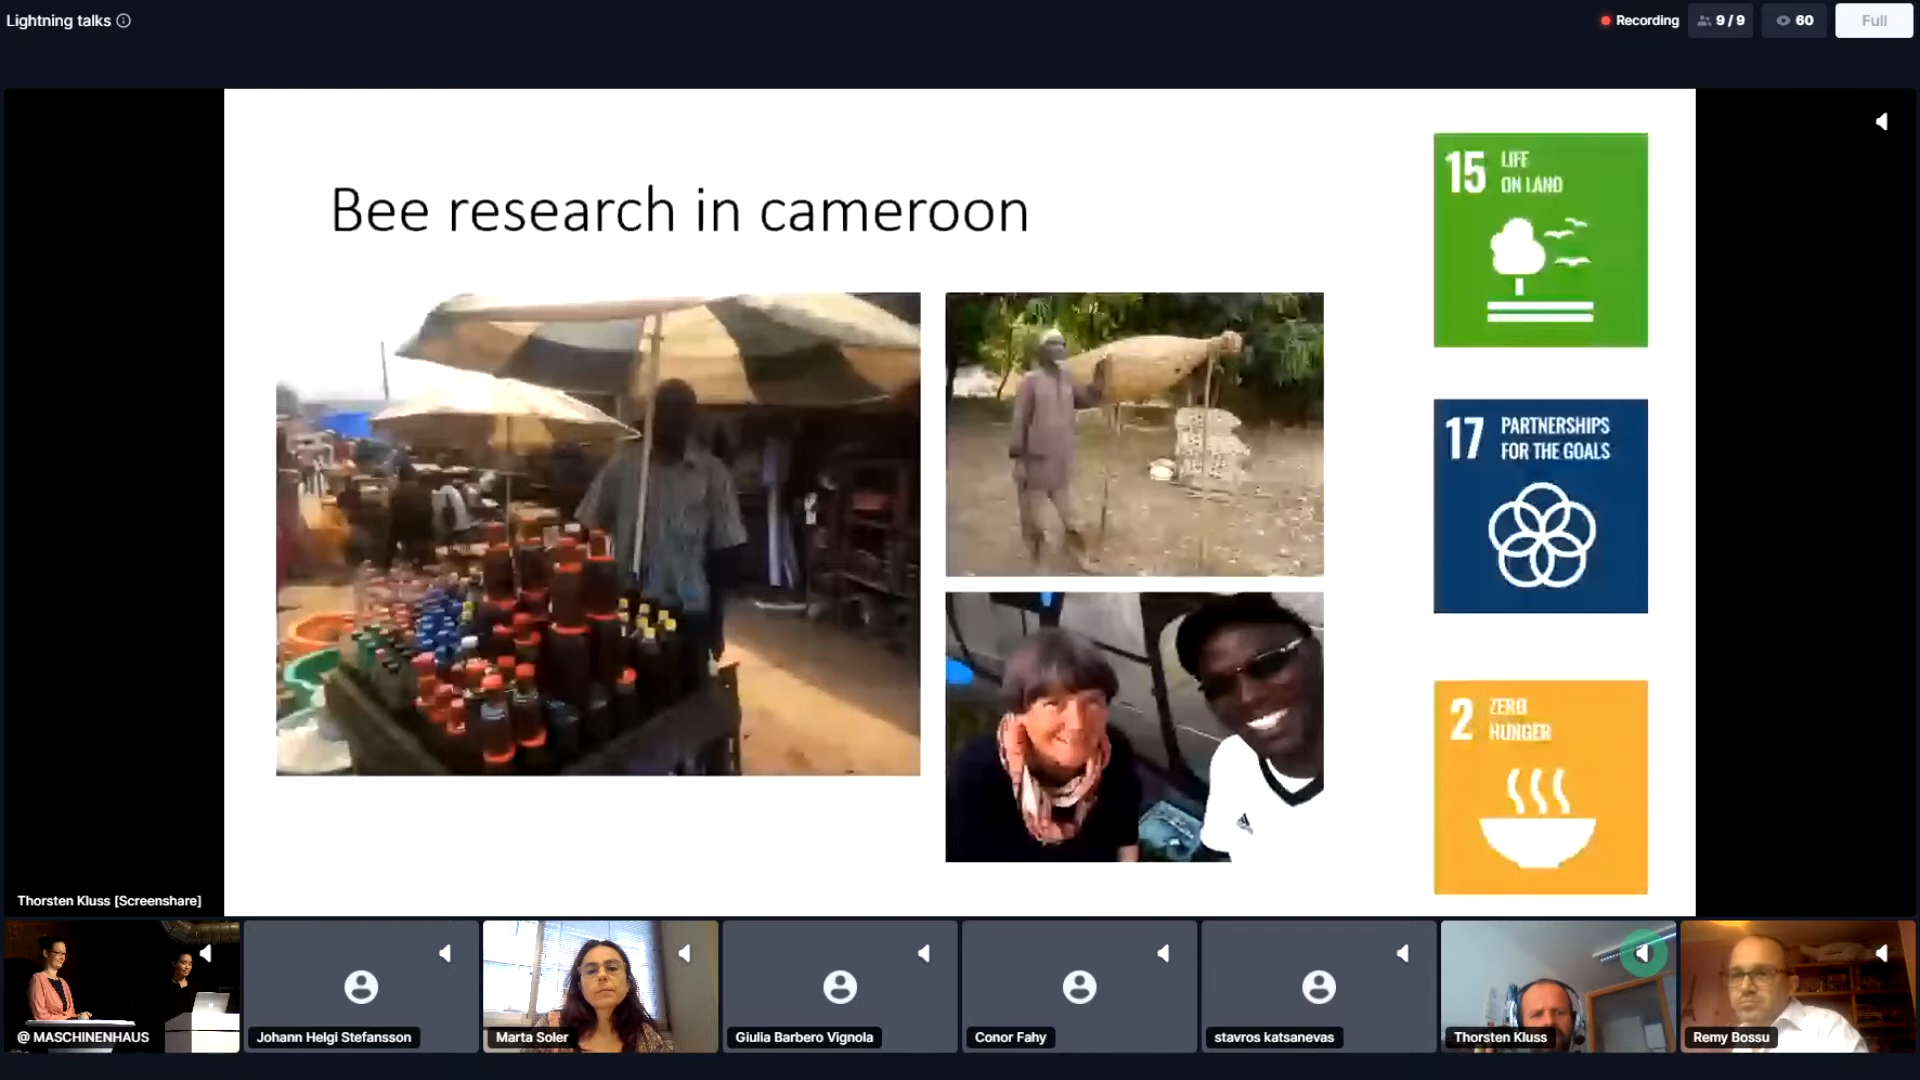 Lightning talks
Recording
9 / 9
60
Full
Bee research in cameroon
15 LIFE
ON LAND
17 PARTNERSHIPS
FOR THE GOALS
2 ZERO
HUNGER
Thorsten Kluss [Screenshare]
@ MASCHINENHAUS
Johann Helgi Stefansson
Marta Soler
Giulia Barbero Vignola
Conor Fahy
stavros katsanevas
Thorsten Kluss
Remy Bossu